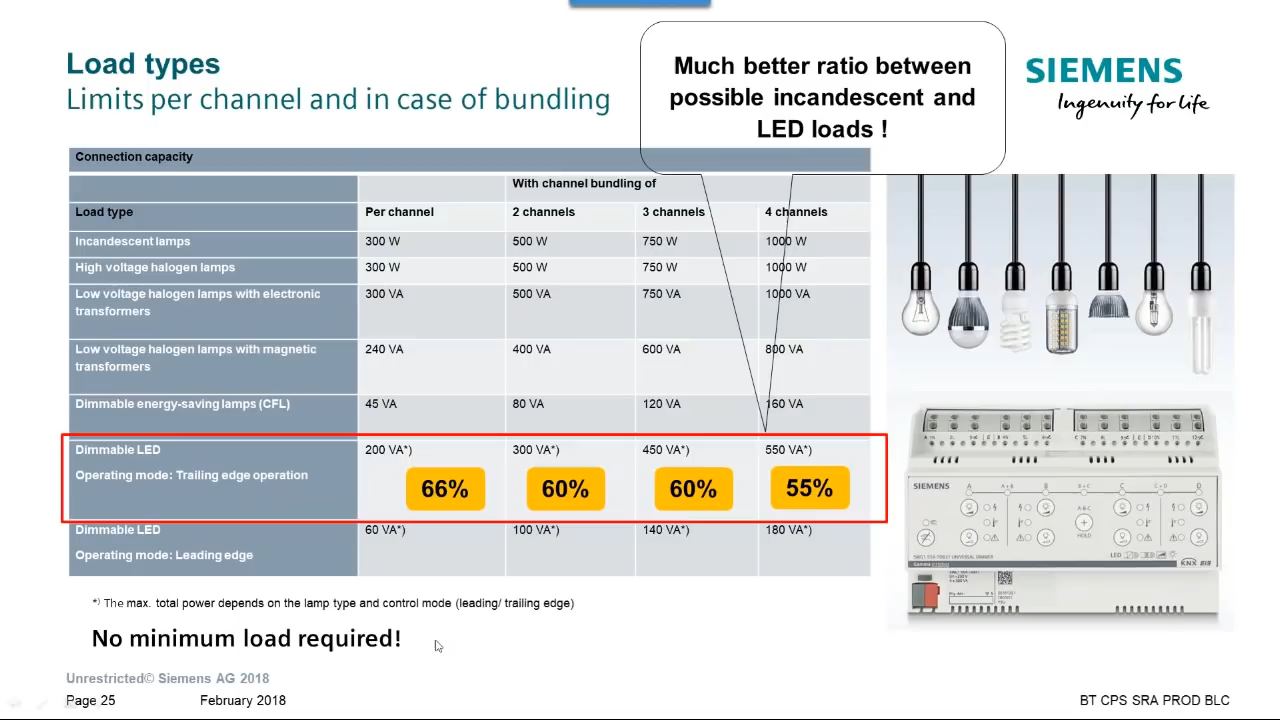 Load types
Limits per channel and in case of bundling
Much better ratio between
possible incandescent and
LED loads !
SIEMENS
Ingenuity for life
Connection capacity
With channel bundling of
Load type Per channel 2 channels 3 channels 4 channels
Incandescent lamps 300 W 500 W 750 W 1000 W
High voltage halogen lamps 300 W 500 W 750 W 1000 W
Low voltage halogen lamps with electronic 300 VA 500 VA 750 VA 1000 VA
transformers
Low voltage halogen lamps with magnetic 240 VA 400 VA 600 VA 800 VA
transformers
Dimmable energy-saving lamps (CFL) 45 VA 80 VA 120 VA 160 VA
Dimmable LED 200 VA*) 300 VA*) 450 VA*) 550 VA*)
Operating mode: Trailing edge operation
66% 60% 60% 55%
Dimmable LED 60 VA*) 100 VA*) 140 VA*) 180 VA*)
Operating mode: Leading edge
SIEMENS
A A+B B B+C C C+D D
A-B-C
HOLD
LED
KNX
*) The max. total power depends on the lamp type and control mode (leading/ trailing edge)
No minimum load required!
Unrestricted© Siemens AG 2018
Page 25 February 2018 BT CPS SRA PROD BLC